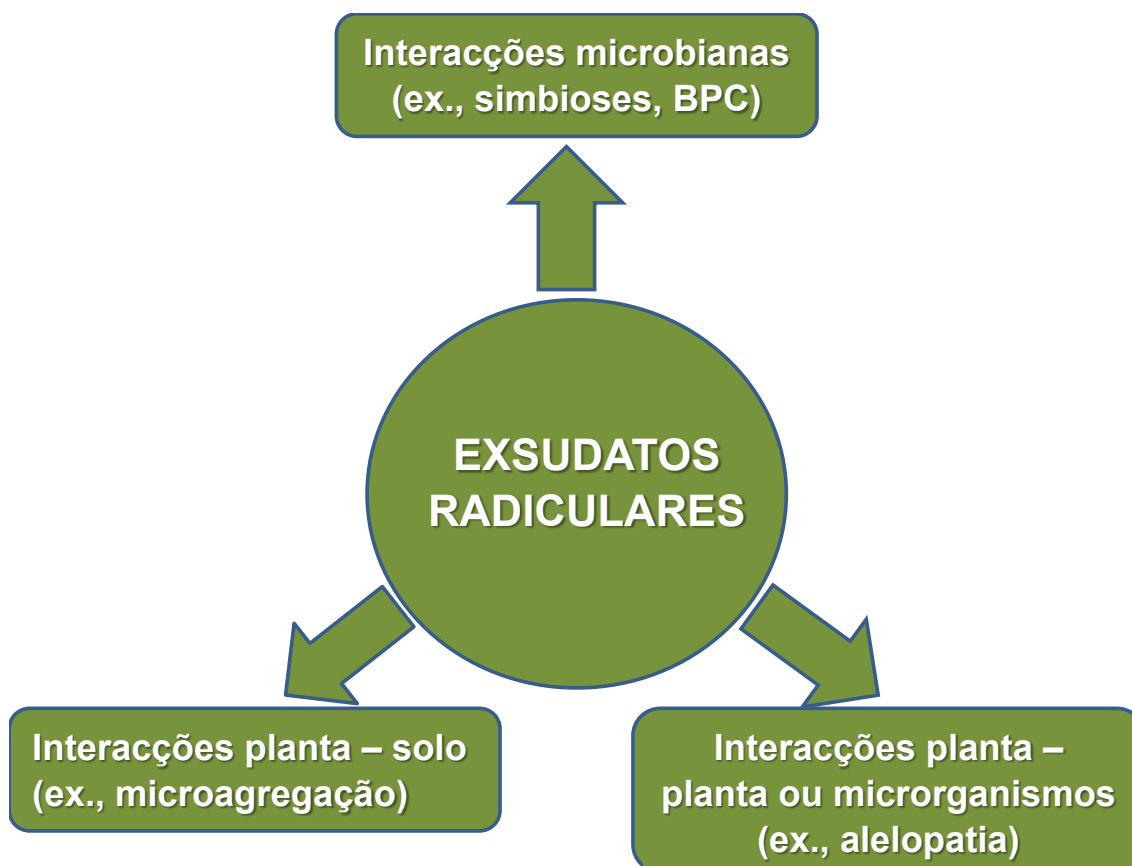 Interacções microbianas
(ex., simbioses, BPC)
EXSUDATOS
RADICULARES
Interacções planta – solo
(ex., microagregação)
Interacções planta –
planta ou microrganismos
(ex., alelopatia)